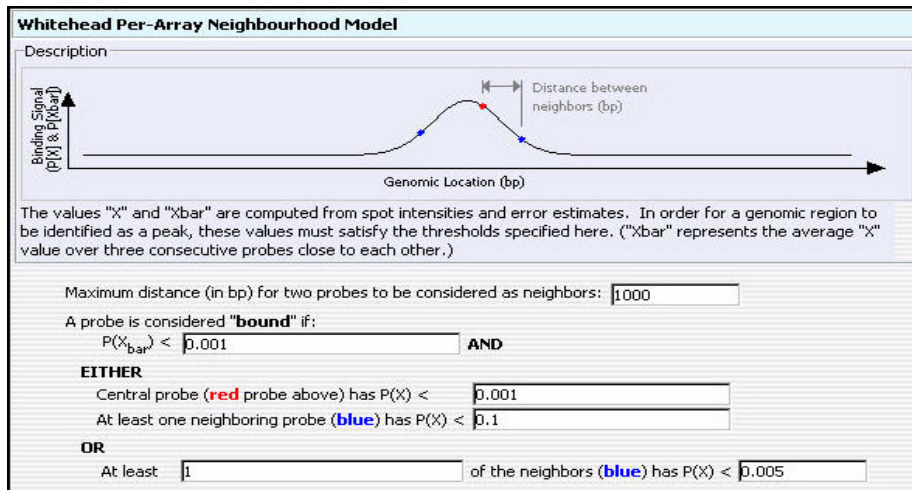 Whitehead Per-Array Neighbourhood Model
Description
Binding Signal
(P[X] & P[Xbar])
Distance between
neighbors (bp)
Genomic Location (bp)
The values "X" and "Xbar" are computed from spot intensities and error estimates. In order for a genomic region to
be identified as a peak, these values must satisfy the thresholds specified here. ("Xbar" represents the average "X"
value over three consecutive probes close to each other.)
Maximum distance (in bp) for two probes to be considered as neighbors: 1000
A probe is considered "bound" if:
P(Xbar) < 0.001 AND
EITHER
Central probe (red probe above) has P(X) < 0.001
At least one neighboring probe (blue) has P(X) < 0.1
OR
At least 1 of the neighbors (blue) has P(X) < 0.005